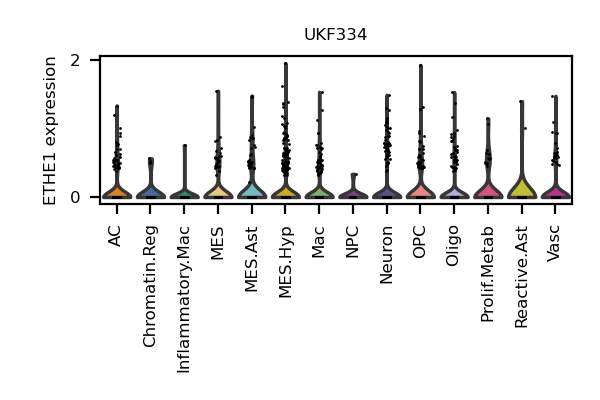 UKF334
ETHE1 expression
2
0
AC
Chromatin.Reg
Inflammatory.Mac
MES
MES.Ast
MES.Hyp
Mac
NPC
Neuron
OPC
Oligo
Prolif.Metab
Reactive.Ast
Vasc